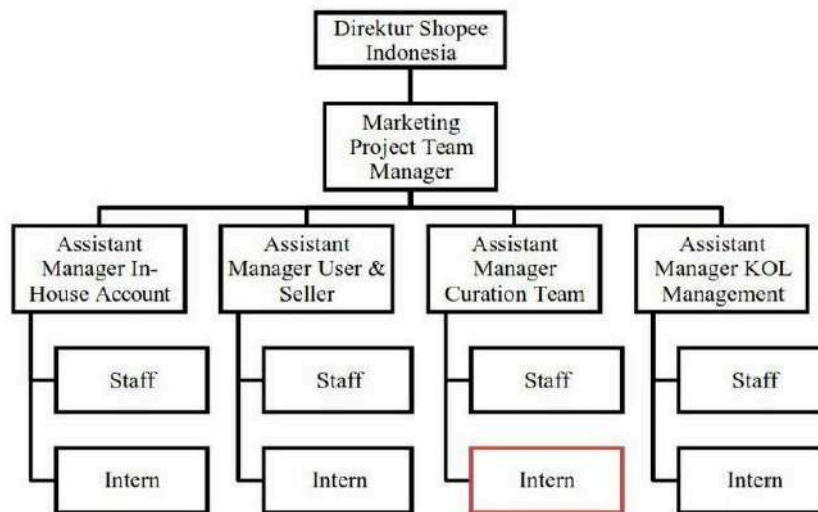 Direktur Shopee
Indonesia
Marketing
Project Team
Manager
Assistant
Manager In-
House Account
Assistant
Manager User &
Seller
Assistant
Manager
Curation Team
Assistant
Manager KOL
Management
Staff
Staff
Staff
Staff
Intern
Intern
Intern
Intern